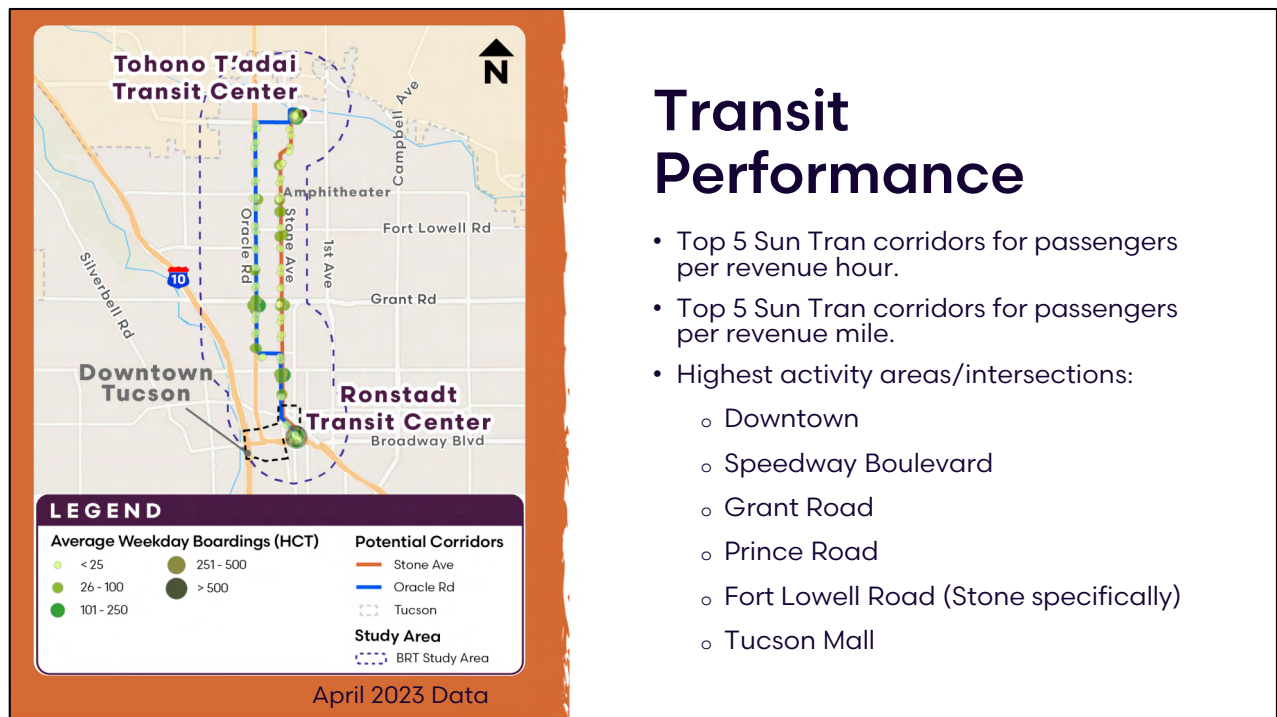 Tohono T'adai
Transit Center
N
Campbell Ave
Amphitheater
Oracle Rd
Stone Ave
1st Ave
Fort Lowell Rd
Silverbell Rd
10
Grant Rd
Downtown
Tucson
Ronstadt
Transit Center
Broadway Blvd
LEGEND
Average Weekday Boardings (HCT)
< 25
26 - 100
101 - 250
251 - 500
> 500
Potential Corridors
Stone Ave
Oracle Rd
Tucson
Study Area
BRT Study Area
April 2023 Data
Transit
Performance
• Top 5 Sun Tran corridors for passengers
per revenue hour.
• Top 5 Sun Tran corridors for passengers
per revenue mile.
• Highest activity areas/intersections:
o Downtown
o Speedway Boulevard
o Grant Road
o Prince Road
o Fort Lowell Road (Stone specifically)
o Tucson Mall